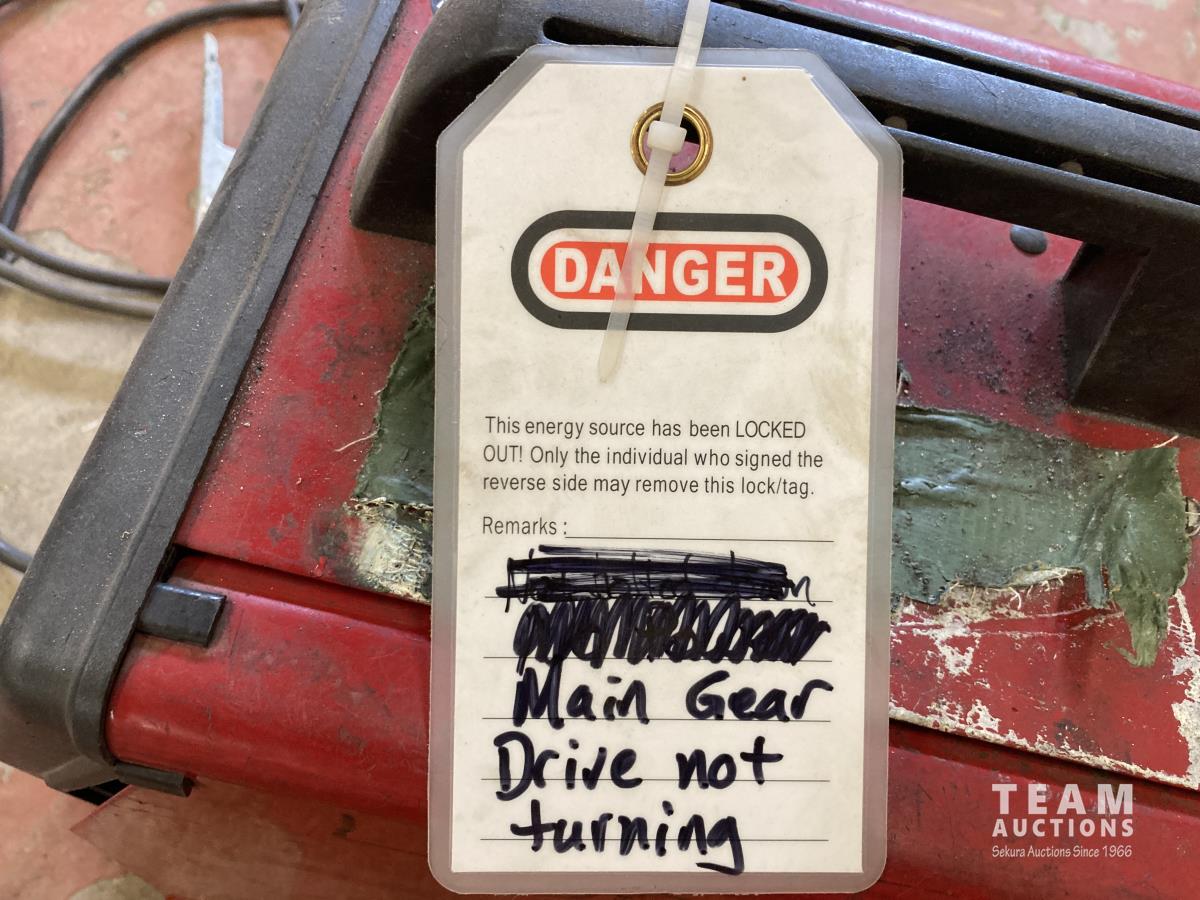 DANGER
This energy source has been LOCKED
OUT! Only the individual who signed the
reverse side may remove this lock/tag.
Remarks :
Main Gear
Drive not
turning
TEAM
AUCTIONS
Sekura Auctions Since 1966